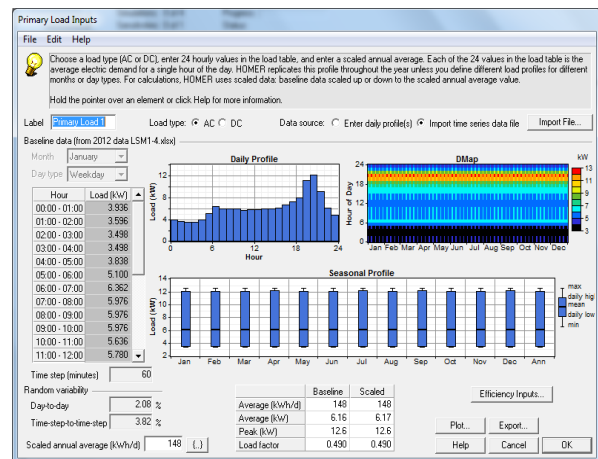 Primary Load Inputs
File Edit Help
Choose a load type (AC or DC), enter 24 hourly values in the load table, and enter a scaled annual average. Each of the 24 values in the load table is the
average electric demand for a single hour of the day. HOMER replicates this profile throughout the year unless you define different load profiles for different
months or day types. For calculations, HOMER uses scaled data: baseline data scaled up or down to the scaled annual average value.
Hold the pointer over an element or click Help for more information.
Label Primary Load 1 Load type: AC DC Data source: Enter daily profile(s) Import time series data file Import File...
Baseline data (from 2012 data LSM1-4.xlsx)
Month January
Day type Weekday
Hour Load (kW)
00:00 - 01:00 3.936
01:00 - 02:00 3.596
02:00 - 03:00 3.498
03:00 - 04:00 3.498
04:00 - 05:00 3.838
05:00 - 06:00 5.100
06:00 - 07:00 6.362
07:00 - 08:00 5.976
08:00 - 09:00 5.976
09:00 - 10:00 5.976
10:00 - 11:00 5.636
11:00 - 12:00 5.780
Daily Profile
Load (kW)
12
8
4
0
0 6 12 18 24
Hour
DMap
Hour of Day
24
18
12
6
0
Jan Feb Mar Apr May Jun Jul Aug Sep Oct Nov Dec
kW
13
11
9
7
5
3
Seasonal Profile
Load (kW)
14
12
10
8
6
4
2
Jan Feb Mar Apr May Jun Jul Aug Sep Oct Nov Dec Ann
max
daily hig
mean
daily low
min
Time step (minutes) 60
Random variability
Day-to-day 2.08 %
Time-step-to-time-step 3.82 %
Scaled annual average (kWh/d) 148 {..}
Baseline Scaled
Average (kWh/d) 148 148
Average (kW) 6.16 6.17
Peak (kW) 12.6 12.6
Load factor 0.490 0.490
Efficiency Inputs...
Plot... Export...
Help Cancel OK